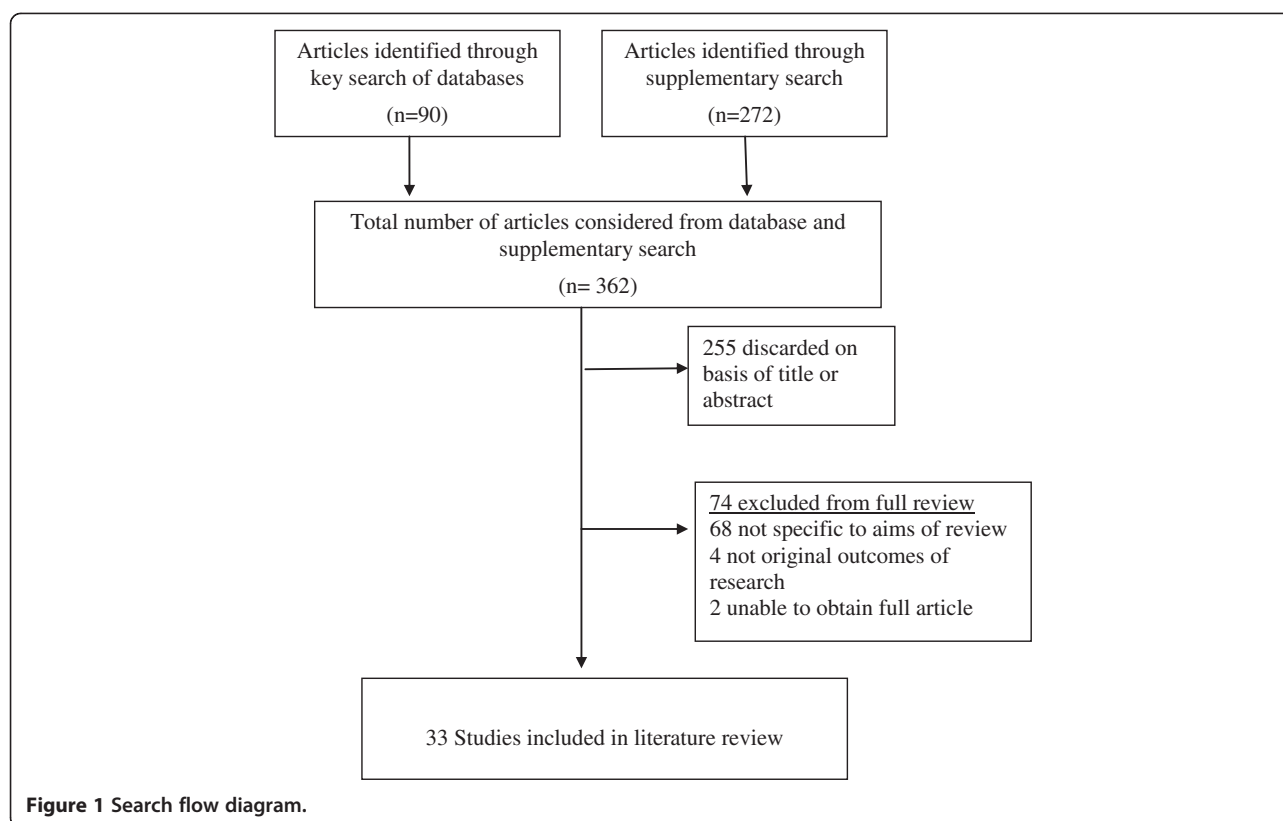 Articles identified through
key search of databases
(n=90)
Articles identified through
supplementary search
(n=272)
Total number of articles considered from database and
supplementary search
(n= 362)
255 discarded on
basis of title or
abstract
74 excluded from full review
68 not specific to aims of review
4 not original outcomes of
research
2 unable to obtain full article
33 Studies included in literature review
Figure 1 Search flow diagram.